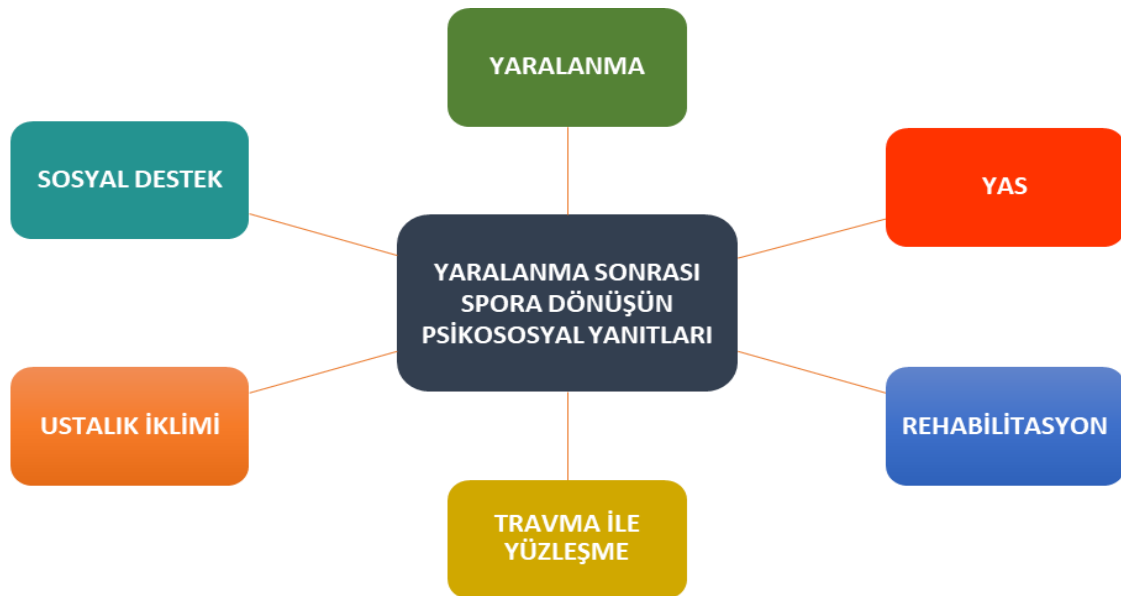 YARALANMA
SOSYAL DESTEK
YAS
YARALANMA SONRASI
SPORA DÖNÜŞÜN
PSİKOSOSYAL YANITLARI
USTALIK İKLİMİ
REHABİLİTASYON
TRAVMA İLE
YÜZLEŞME